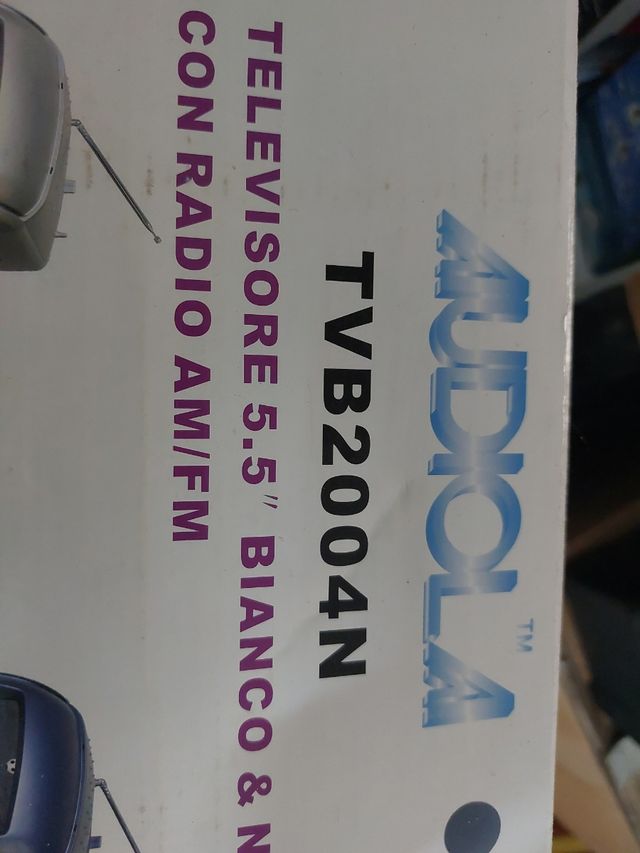 AUDIOLA™
TVB2004N
TELEVISORE 5.5" BIANCO & N
CON RADIO AM/FM